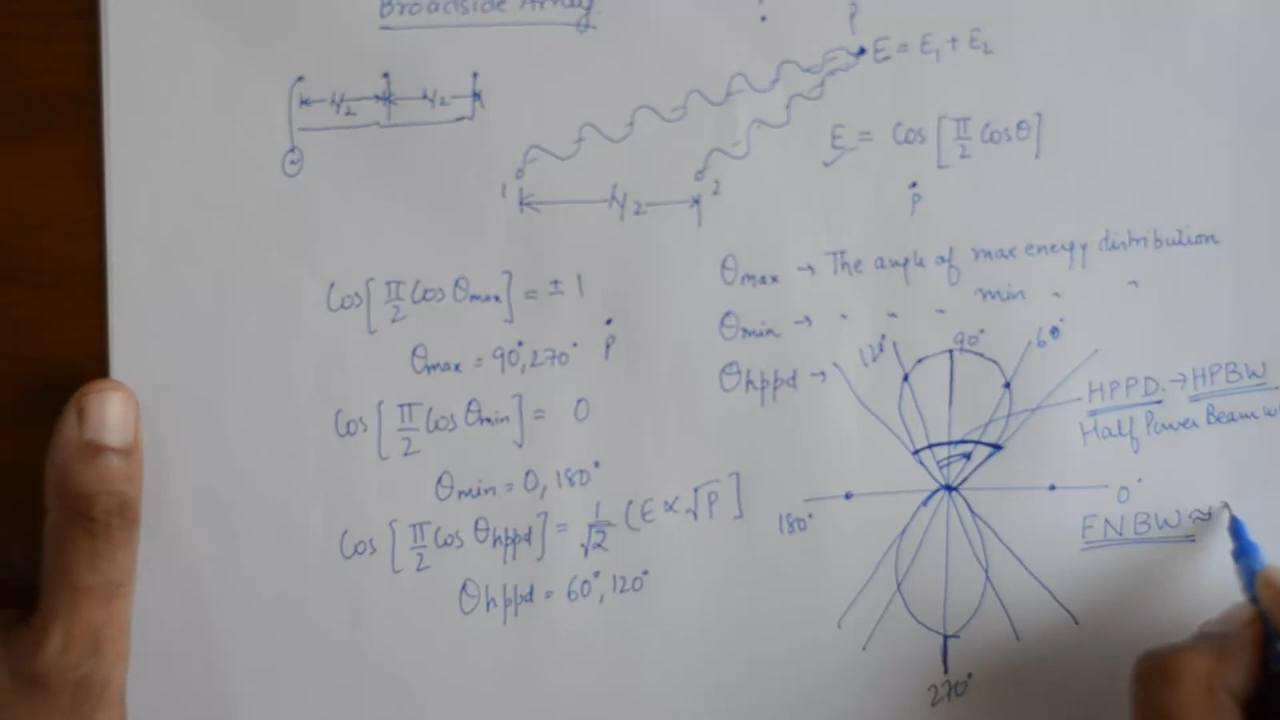 Broadside Array
P
E = E₁ + E₂
λ/2 λ/2
E = Cos [π/2 Cosθ]
1 λ/2 2
P
Cos[π/2 Cos θmax] = ± 1
θmax = 90°, 270° P
Cos [π/2 Cos θmin] = 0
θmin = 0, 180°
Cos [π/2 Cos θhppd] = 1/√2 (E ∝ √P]
θhppd = 60°, 120°
θmax → The angle of max energy distribution
θmin → " " " min " "
θhppd →
120° 90° 60°
HPPD. → HPBW
Half Power Beam
180° 0°
FNBW ≈
270°